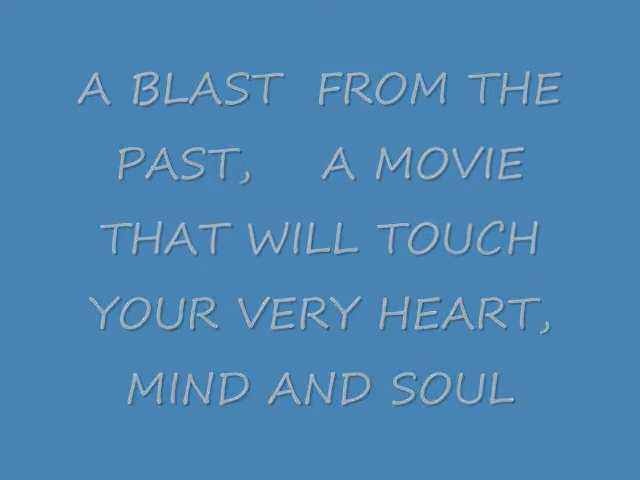 A BLAST FROM THE
PAST, A MOVIE
THAT WILL TOUCH
YOUR VERY HEART,
MIND AND SOUL